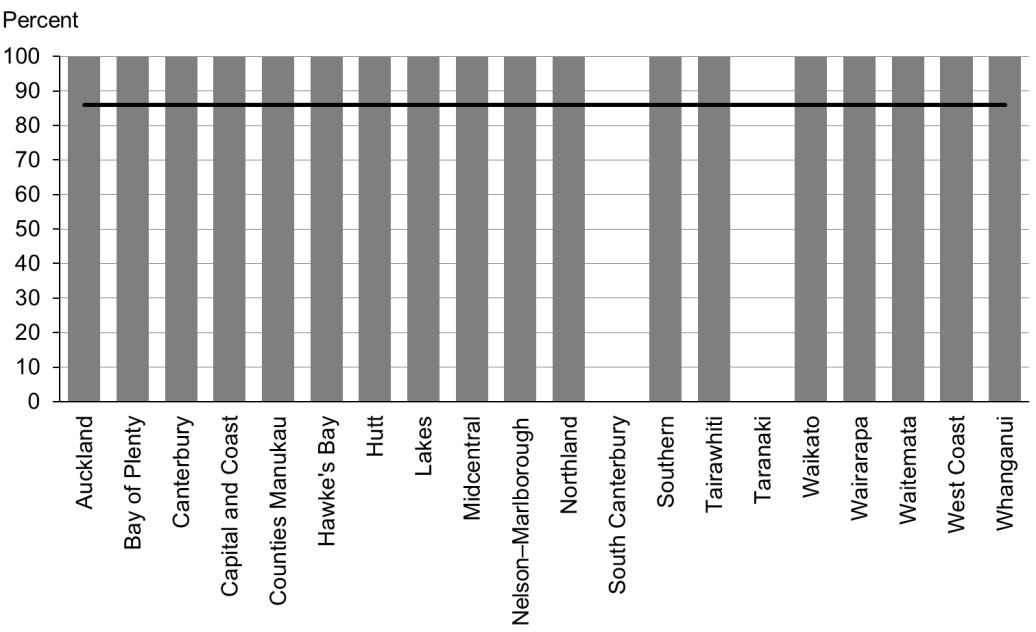 Percent
100
90
80
70
60
50
40
30
20
10
0
Auckland
Bay of Plenty
Canterbury
Capital and Coast
Counties Manukau
Hawke's Bay
Hutt
Lakes
Midcentral
Nelson–Marlborough
Northland
South Canterbury
Southern
Tairawhiti
Taranaki
Waikato
Wairarapa
Waitemata
West Coast
Whanganui